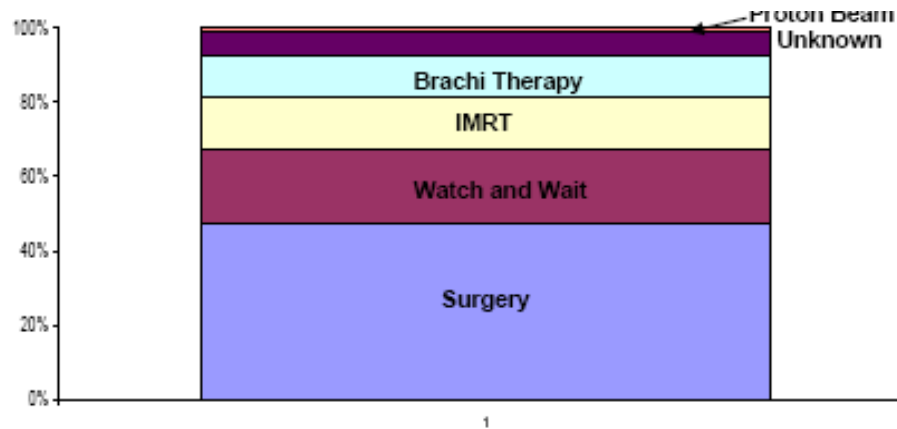 Proton Beam
100%
Unknown
Brachi Therapy
80%
IMRT
60%
Watch and Wait
40%
Surgery
20%
0%
1